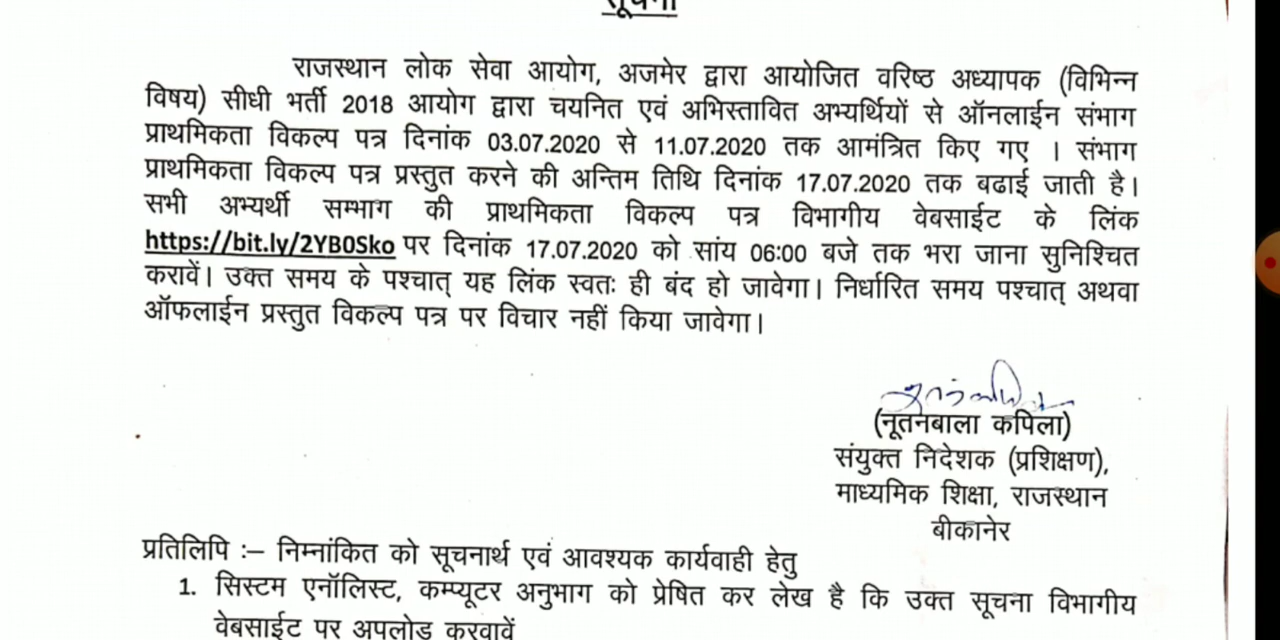 सूचना
राजस्थान लोक सेवा आयोग, अजमेर द्वारा आयोजित वरिष्ठ अध्यापक (विभिन्न
विषय) सीधी भर्ती 2018 आयोग द्वारा चयनित एवं अभिस्तावित अभ्यर्थियों से ऑनलाईन संभाग
प्राथमिकता विकल्प पत्र दिनांक 03.07.2020 से 11.07.2020 तक आमंत्रित किए गए । संभाग
प्राथमिकता विकल्प पत्र प्रस्तुत करने की अन्तिम तिथि दिनांक 17.07.2020 तक बढाई जाती है।
सभी अभ्यर्थी सम्भाग की प्राथमिकता विकल्प पत्र विभागीय वेबसाईट के लिंक
https://bit.ly/2YB0Sko पर दिनांक 17.07.2020 को सांय 06:00 बजे तक भरा जाना सुनिश्चित
करावें। उक्त समय के पश्चात् यह लिंक स्वतः ही बंद हो जावेगा। निर्धारित समय पश्चात् अथवा
ऑफलाईन प्रस्तुत विकल्प पत्र पर विचार नहीं किया जावेगा।
(नूतनबाला कपिला)
संयुक्त निदेशक (प्रशिक्षण),
माध्यमिक शिक्षा, राजस्थान
बीकानेर
प्रतिलिपि :– निम्नांकित को सूचनार्थ एवं आवश्यक कार्यवाही हेतु
1. सिस्टम एनॉलिस्ट, कम्प्यूटर अनुभाग को प्रेषित कर लेख है कि उक्त सूचना विभागीय
वेबसाईट पर अपलोड करवावें